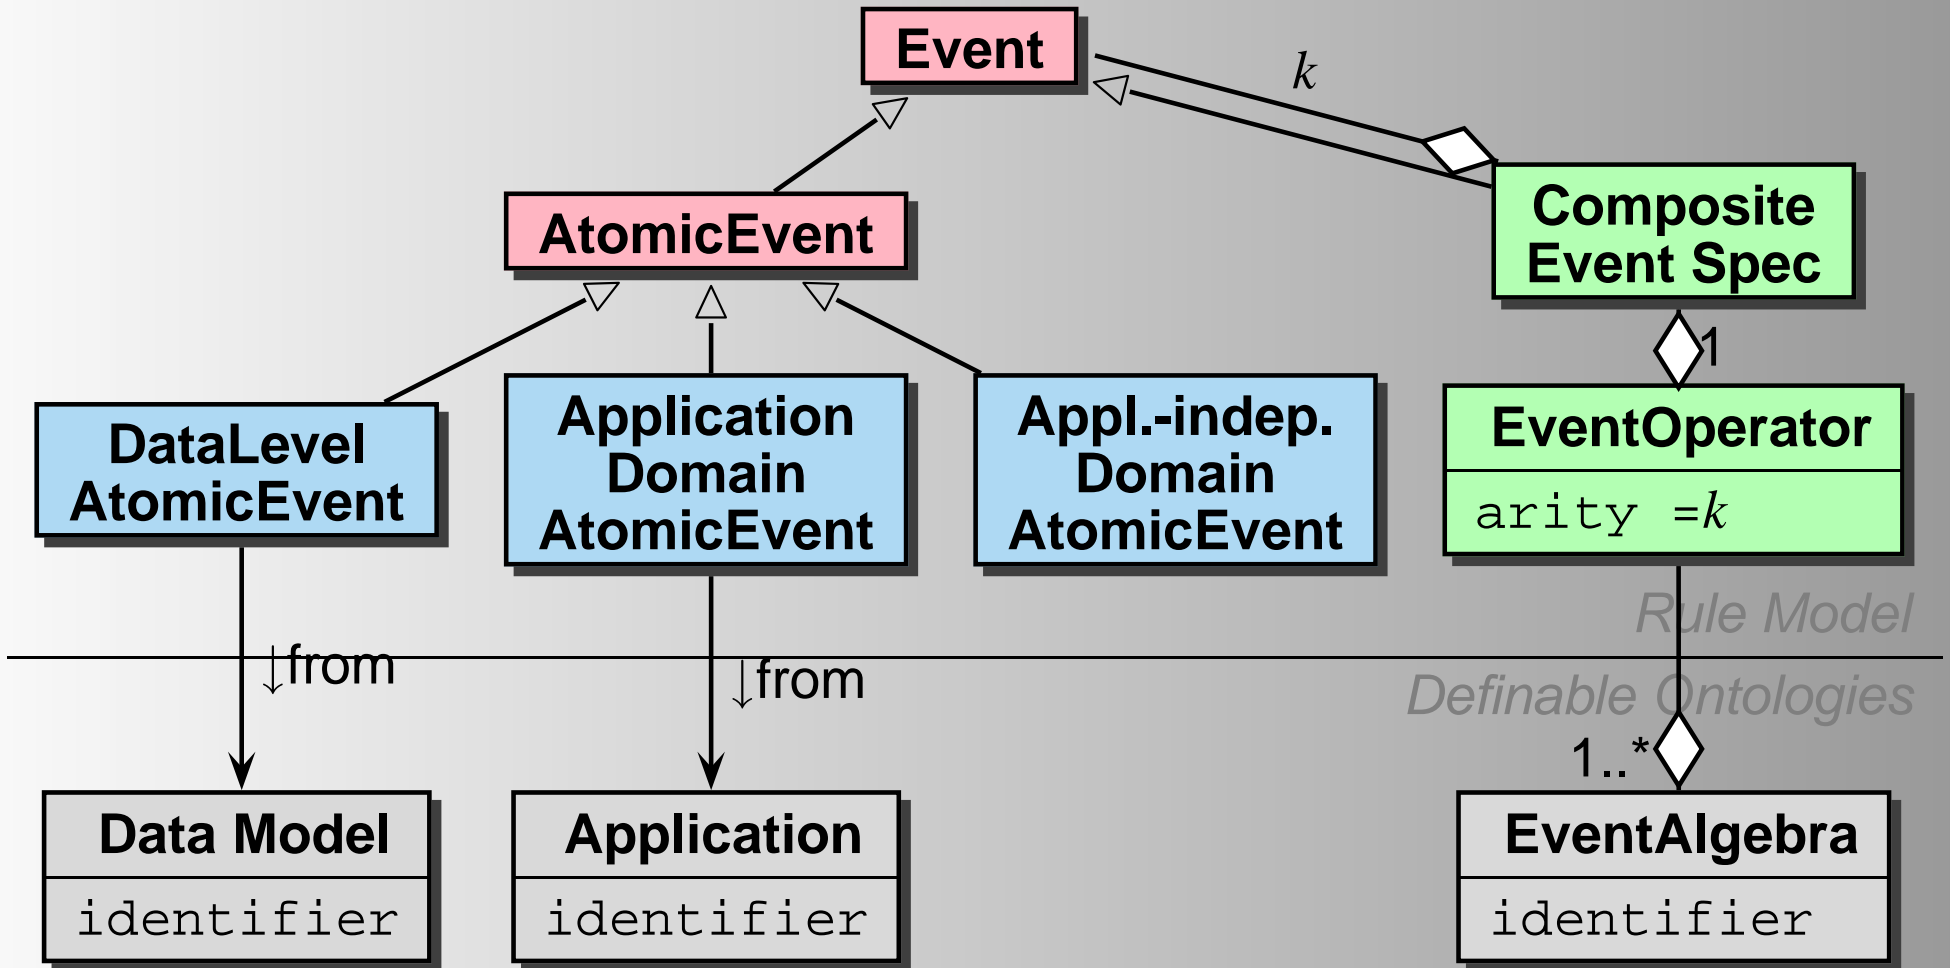 Event
k
AtomicEvent
Composite
Event Spec
1
DataLevel
AtomicEvent
Application
Domain
AtomicEvent
Appl.-indep.
Domain
AtomicEvent
EventOperator
arity =k
Rule Model
↓from
↓from
Definable Ontologies
1..*
Data Model
identifier
Application
identifier
EventAlgebra
identifier